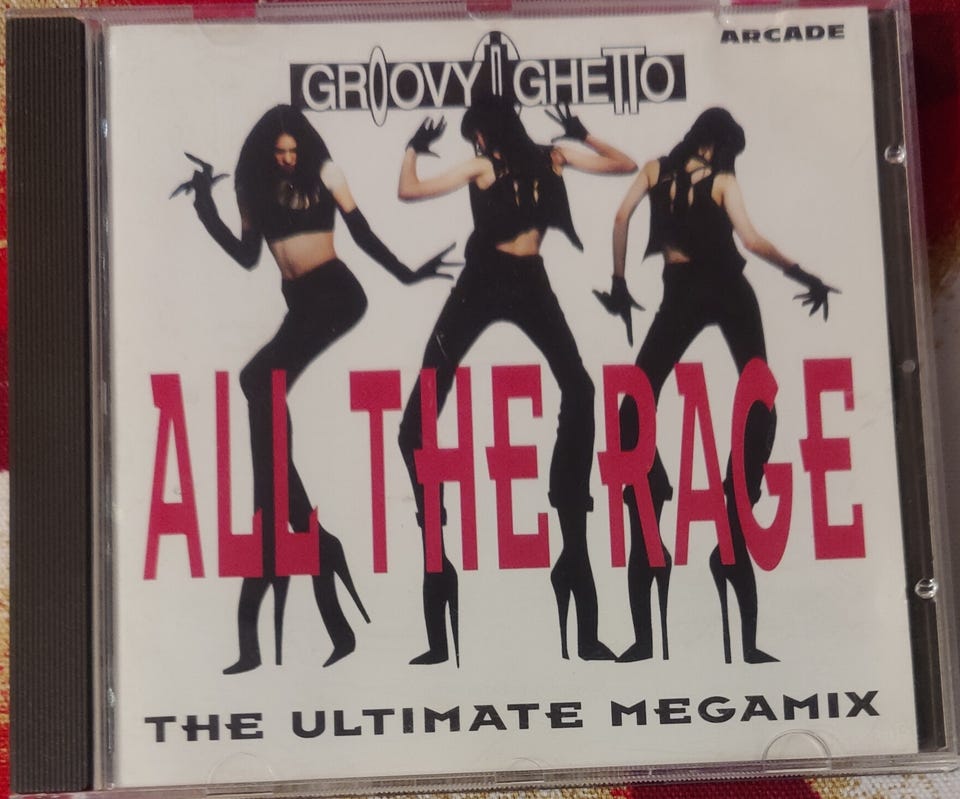 ARCADE
GROOVY GHETTO
ALL THE RAGE
THE ULTIMATE MEGAMIX